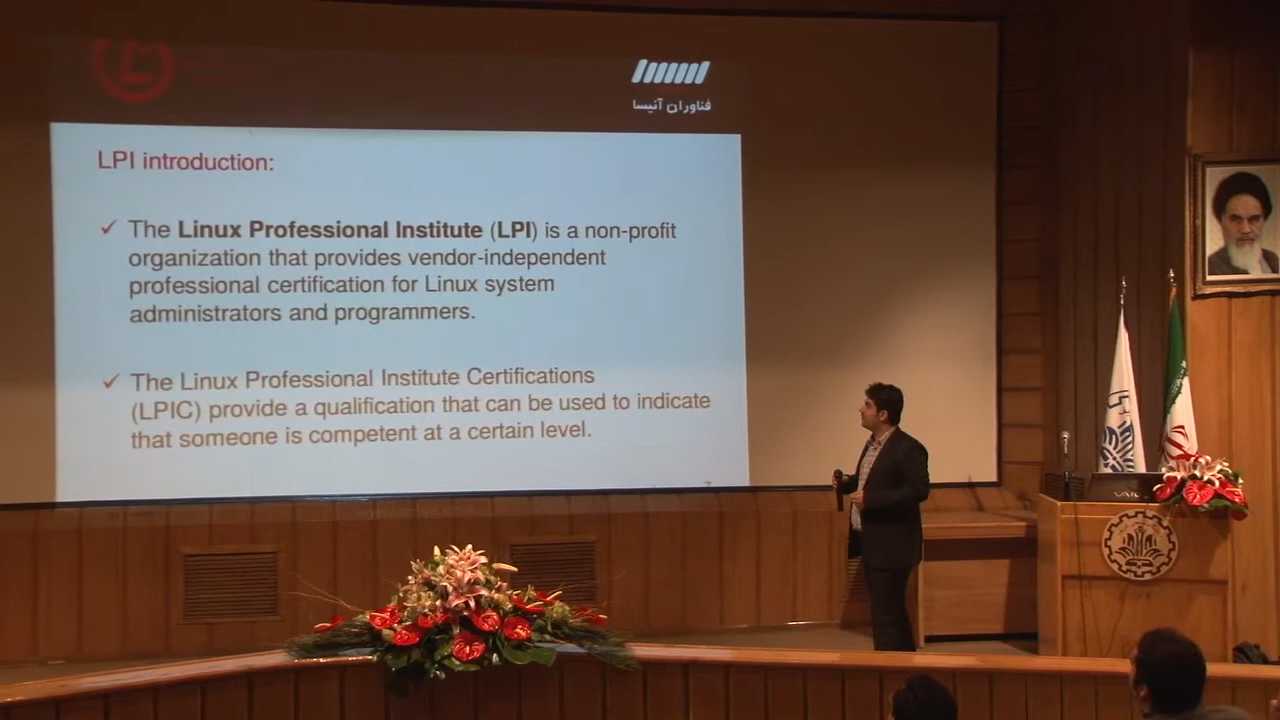 فناوران آنیسا
LPI introduction:
✓ The Linux Professional Institute (LPI) is a non-profit
organization that provides vendor-independent
professional certification for Linux system
administrators and programmers.
✓ The Linux Professional Institute Certifications
(LPIC) provide a qualification that can be used to indicate
that someone is competent at a certain level.
VAIO